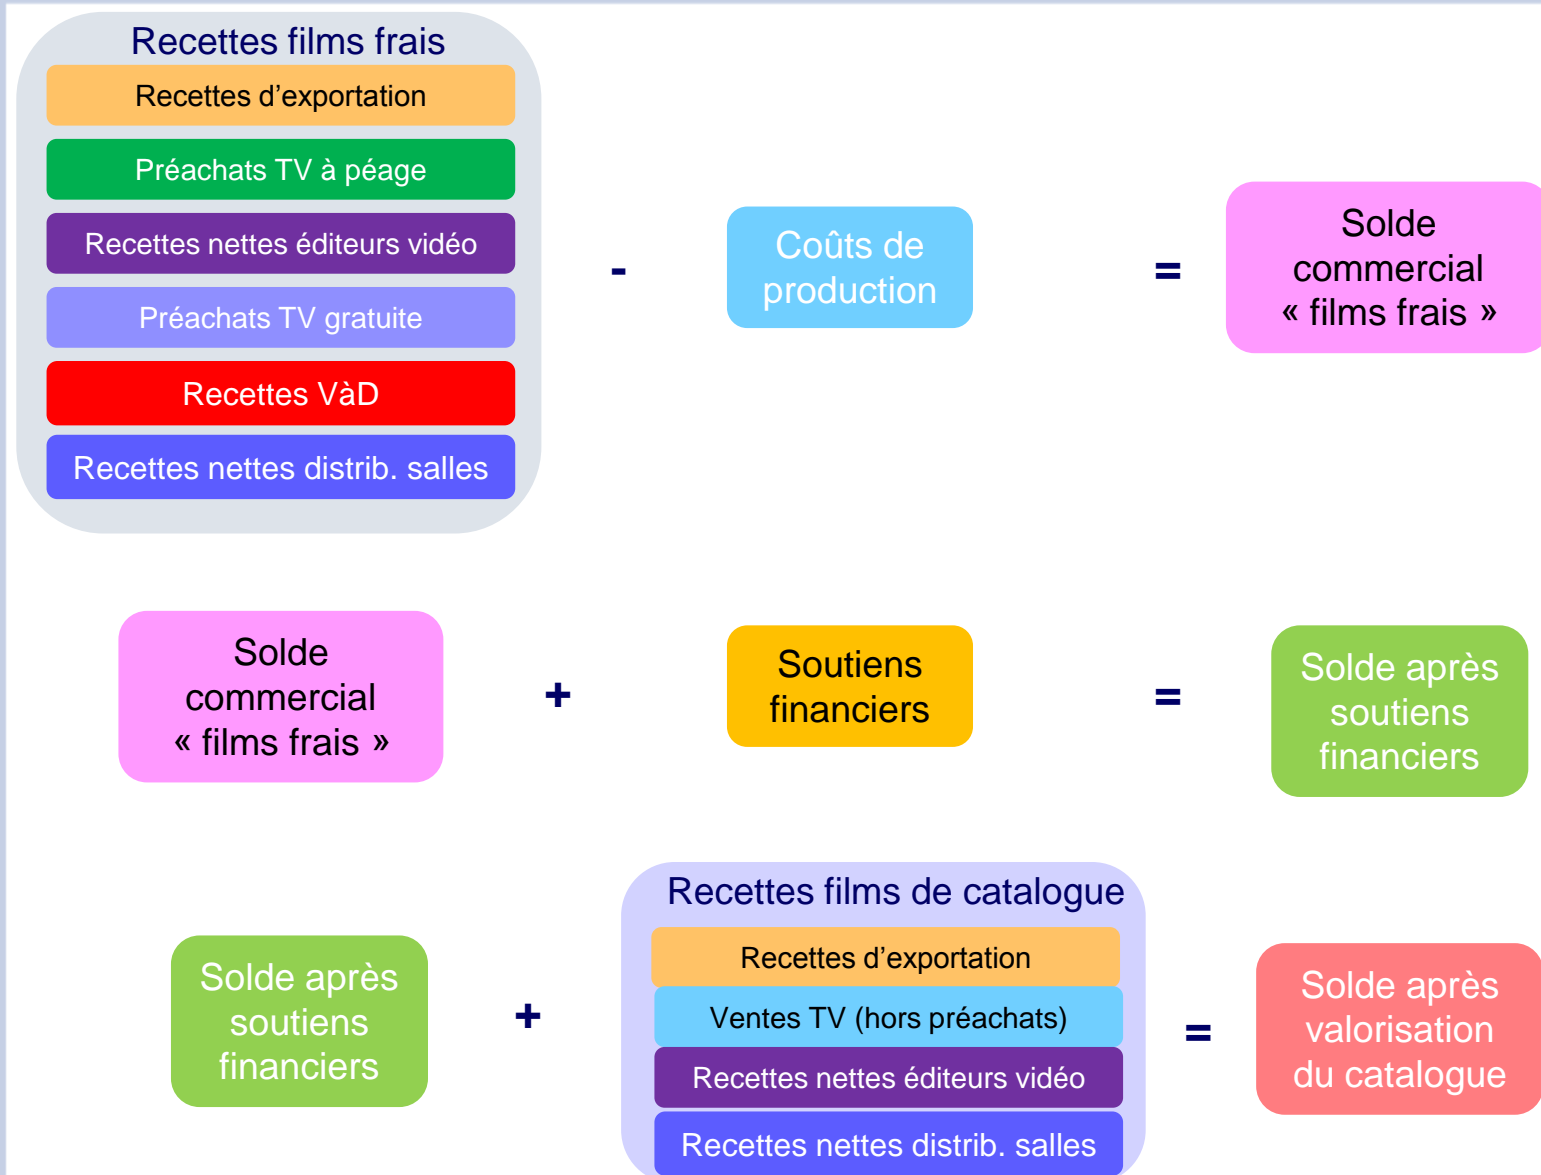 Recettes films frais
Recettes d’exportation
Préachats TV à péage
Recettes nettes éditeurs vidéo
Préachats TV gratuite
Recettes VàD
Recettes nettes distrib. salles
-
Coûts de
production
=
Solde
commercial
« films frais »
Solde
commercial
« films frais »
+
Soutiens
financiers
=
Solde après
soutiens
financiers
Solde après
soutiens
financiers
+
Recettes films de catalogue
Recettes d’exportation
Ventes TV (hors préachats)
Recettes nettes éditeurs vidéo
Recettes nettes distrib. salles
=
Solde après
valorisation
du catalogue